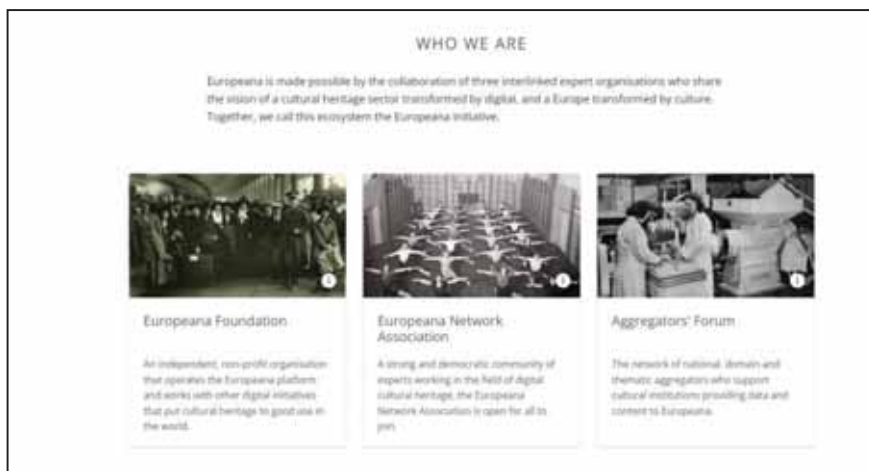 WHO WE ARE
Europeana is made possible by the collaboration of three interlinked expert organisations who share
the vision of a cultural heritage sector transformed by digital, and a Europe transformed by culture.
Together, we call this ecosystem the Europeana Initiative.
Europeana Foundation
An independent, non-profit organisation
that operates the Europeana platform
and works with other digital initiatives
that put cultural heritage to good use in
the world.
Europeana Network
Association
A strong and democratic community of
experts working in the field of digital
cultural heritage, the Europeana
Network Association is open for all to
join.
Aggregators' Forum
The network of national, domain and
thematic aggregators who support
cultural institutions providing data and
content to Europeana.